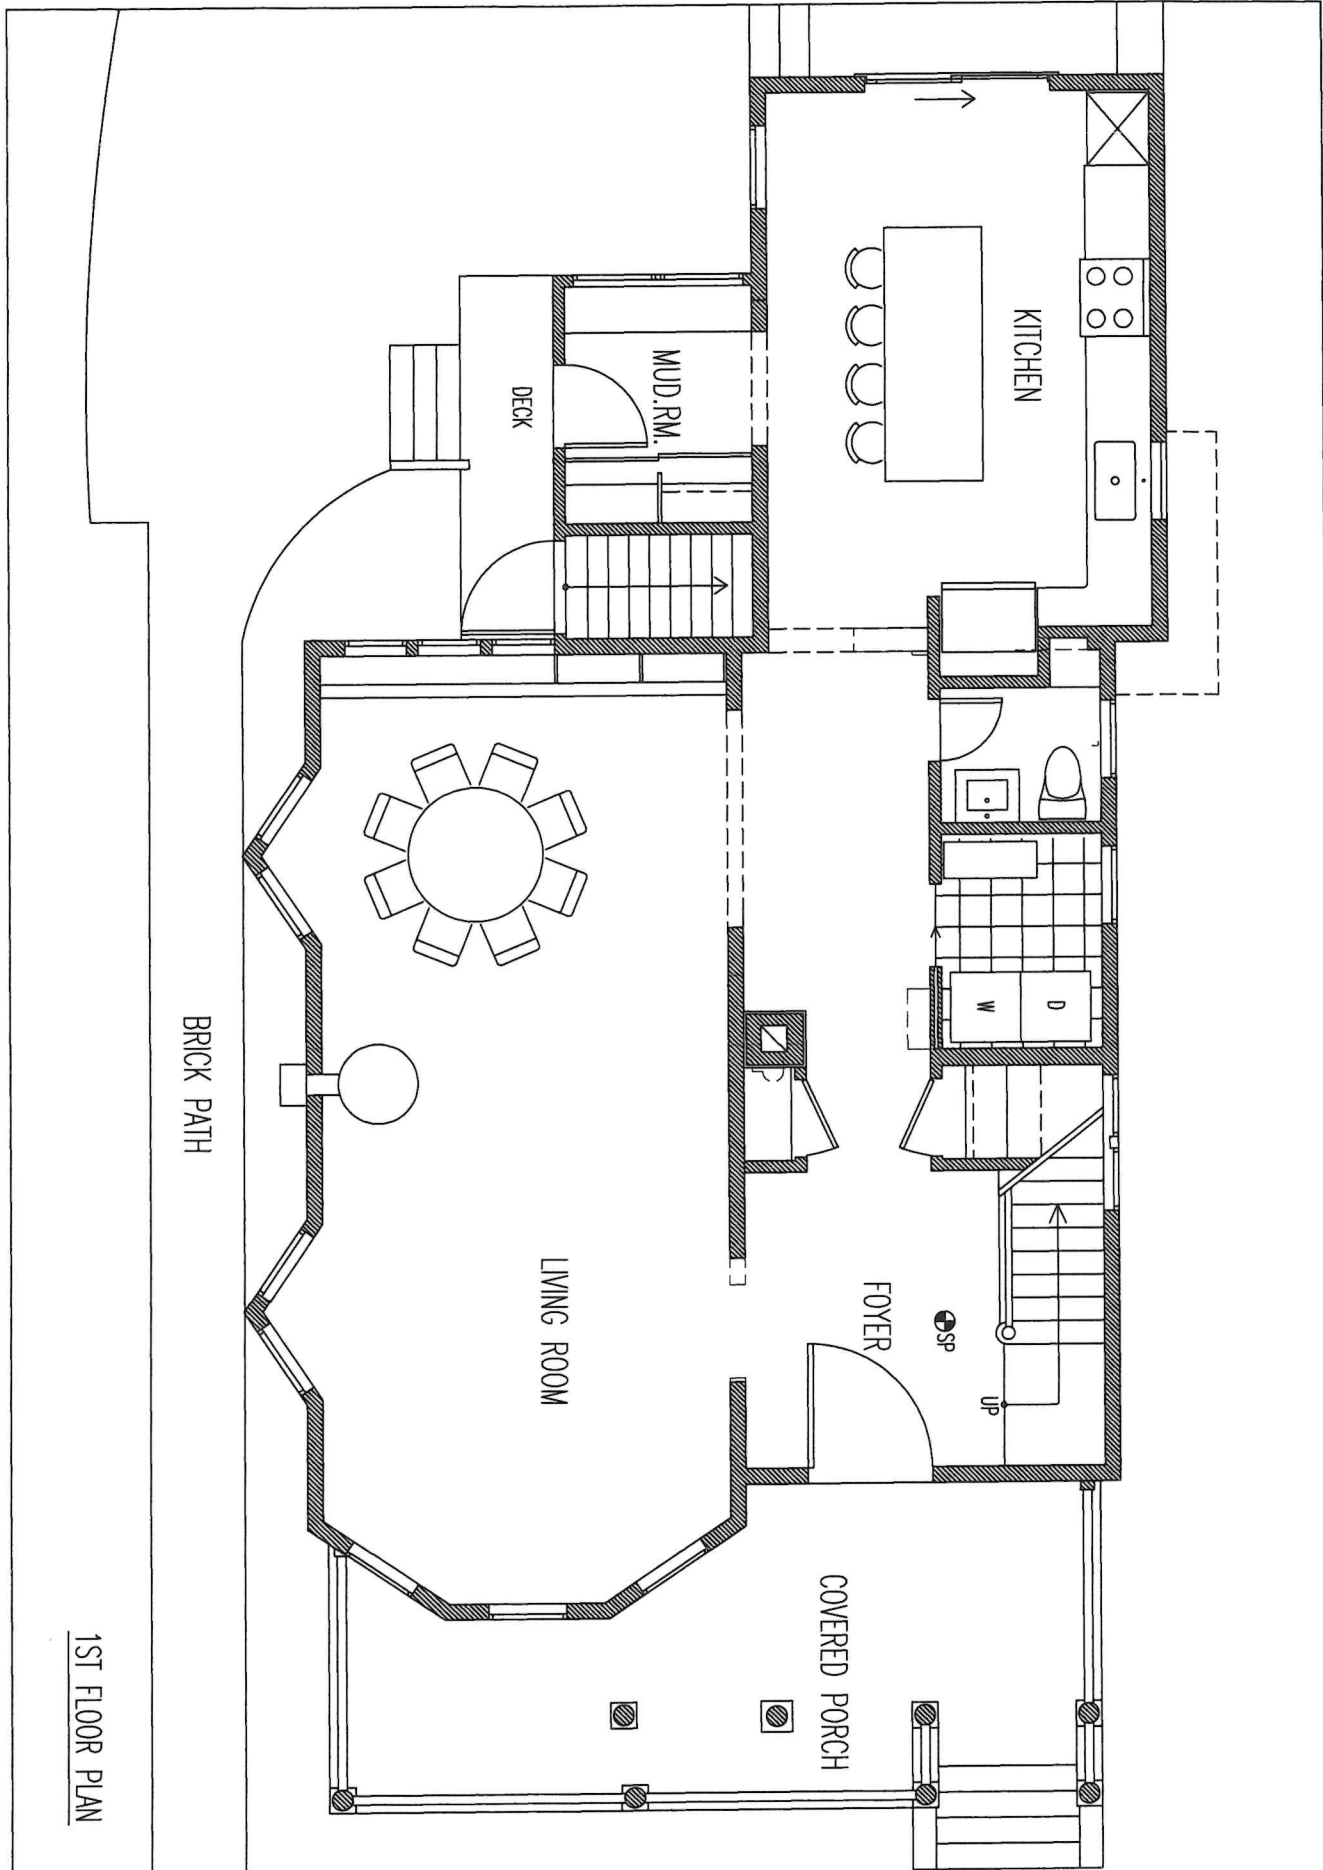 KITCHEN
MUD.RM.
DECK
W
D
BRICK PATH
LIVING ROOM
FOYER
SP
UP
COVERED PORCH
1ST FLOOR PLAN